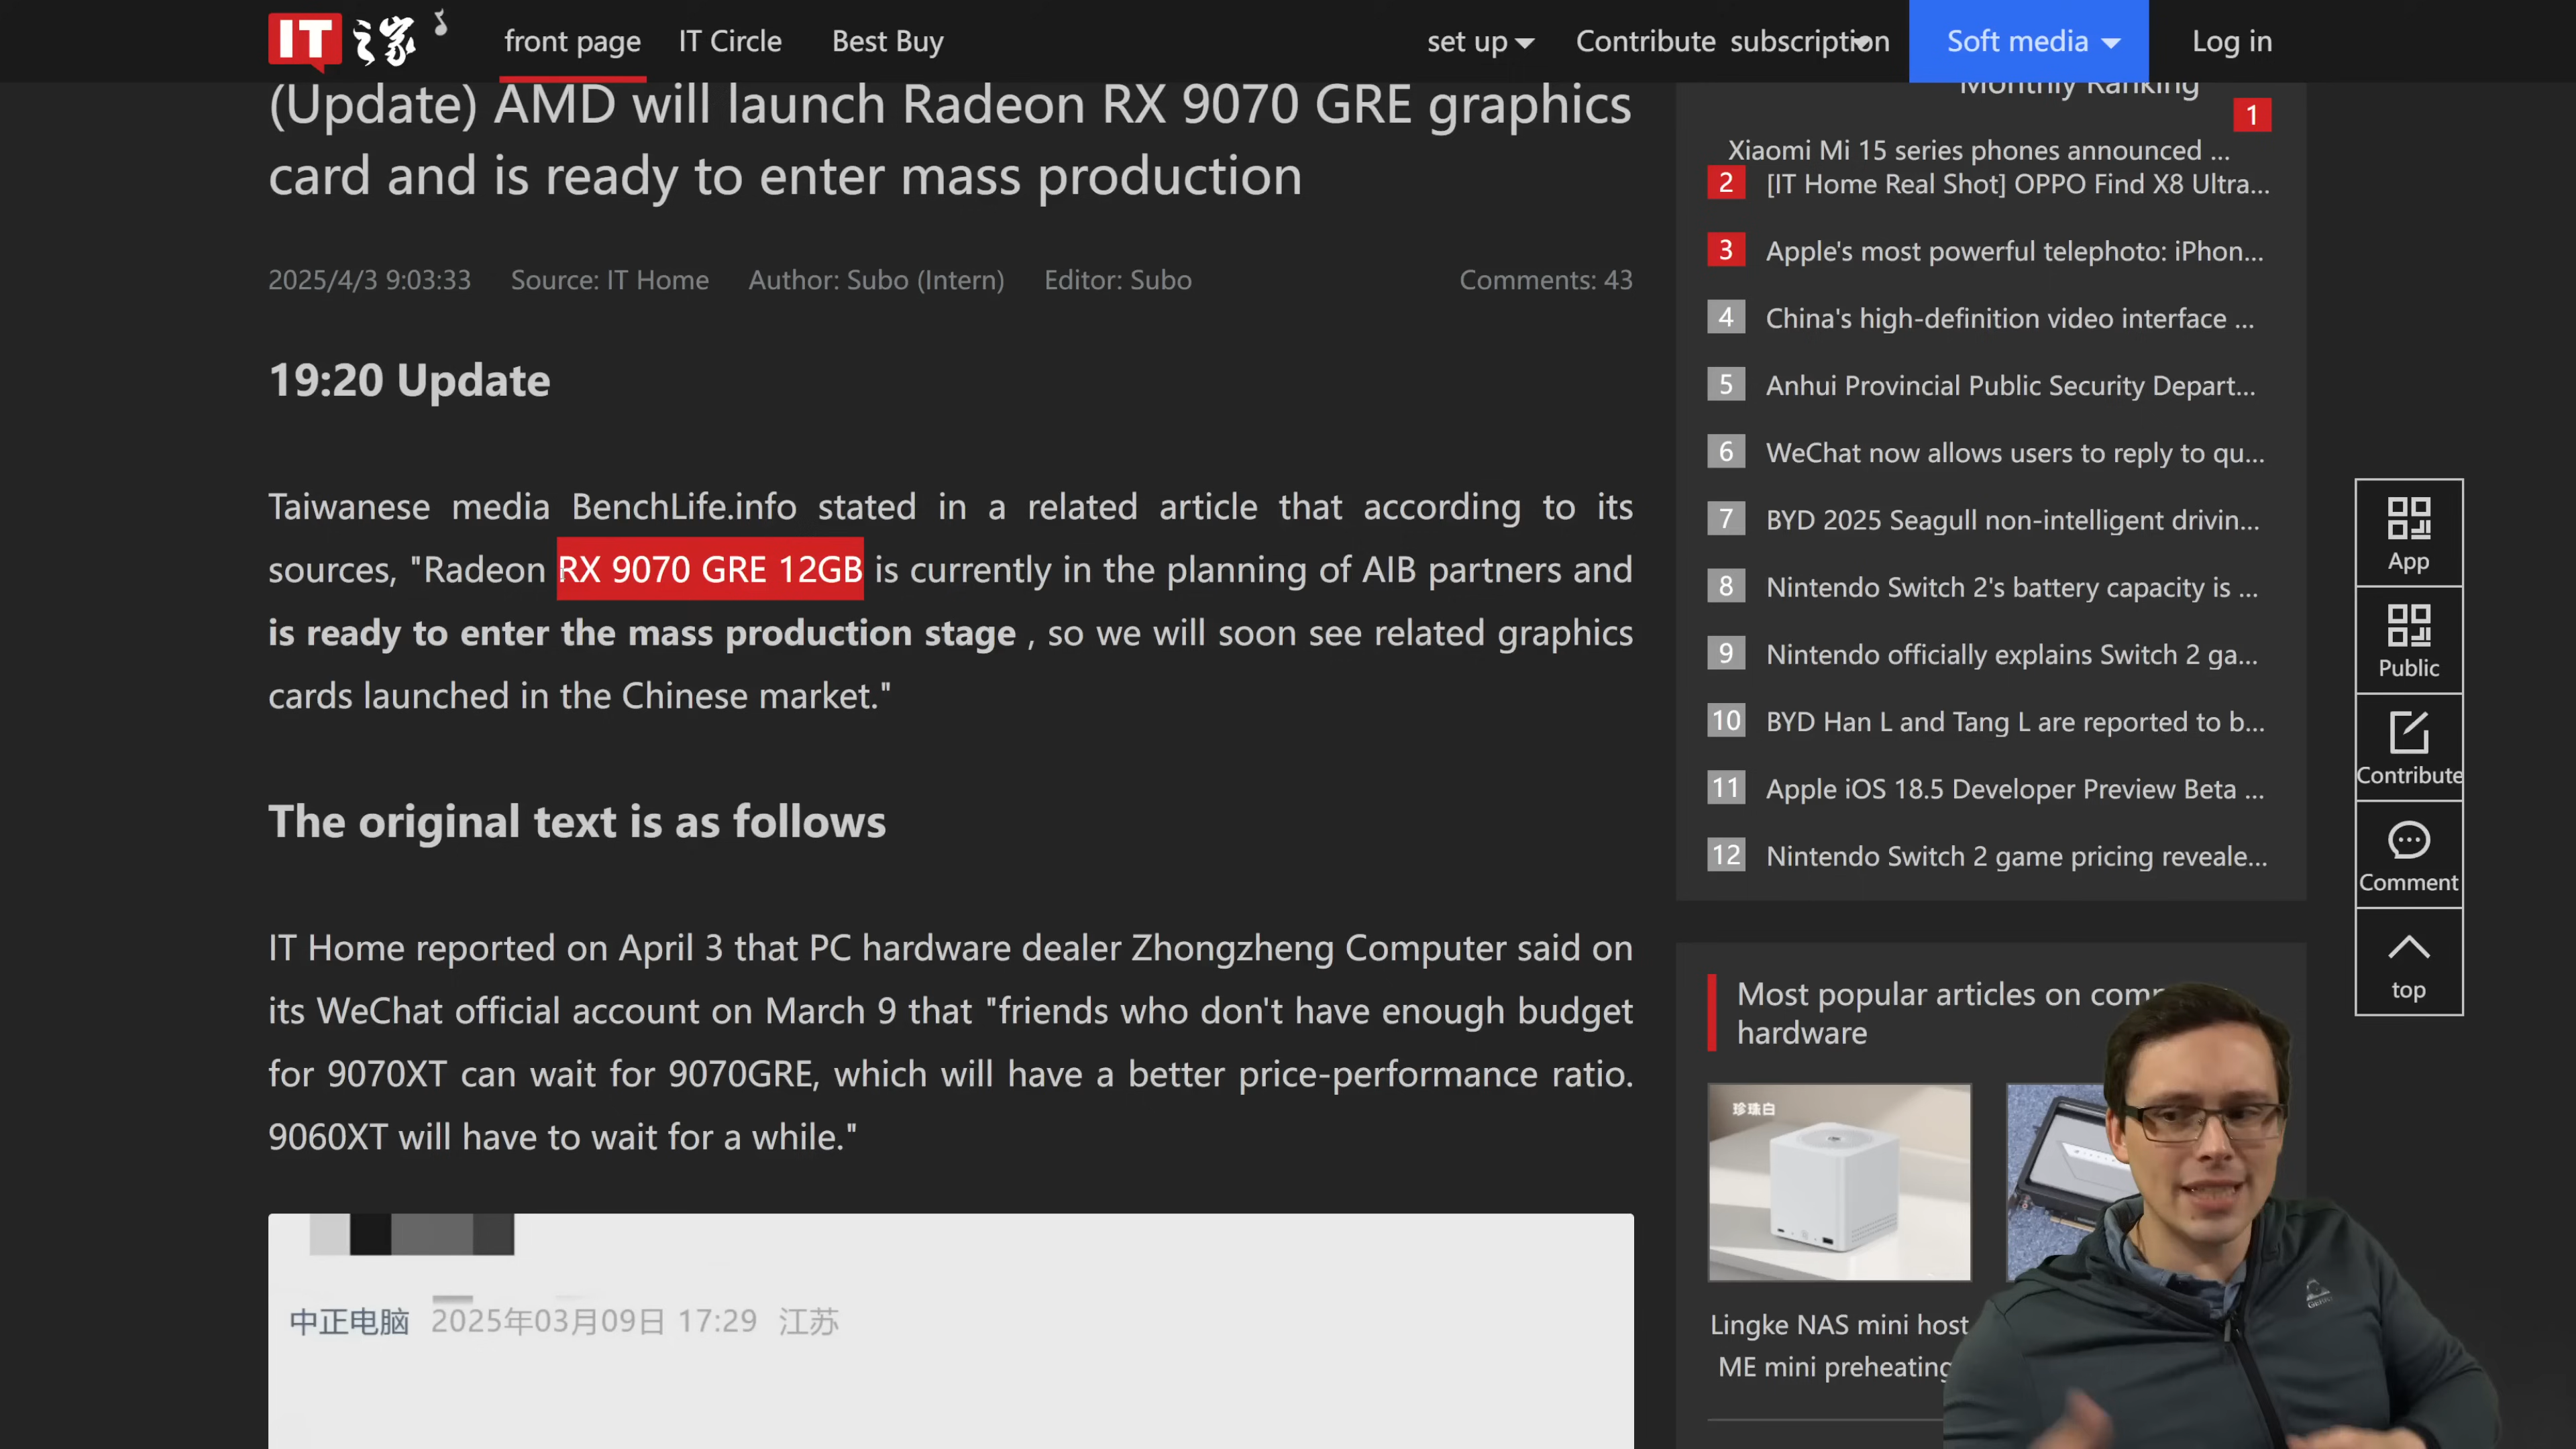 IT之家
front page
IT Circle
Best Buy
set up
Contribute
subscription
Soft media
Log in
(Update) AMD will launch Radeon RX 9070 GRE graphics
card and is ready to enter mass production
2025/4/3 9:03:33
Source: IT Home
Author: Subo (Intern)
Editor: Subo
Comments: 43
19:20 Update
Taiwanese media BenchLife.info stated in a related article that according to its
sources, "Radeon RX 9070 GRE 12GB is currently in the planning of AIB partners and
is ready to enter the mass production stage , so we will soon see related graphics
cards launched in the Chinese market."
The original text is as follows
IT Home reported on April 3 that PC hardware dealer Zhongzheng Computer said on
its WeChat official account on March 9 that "friends who don't have enough budget
for 9070XT can wait for 9070GRE, which will have a better price-performance ratio.
9060XT will have to wait for a while."
中正电脑 2025年03月09日 17:29 江苏
Monthly Ranking
1
Xiaomi Mi 15 series phones announced ...
2 [IT Home Real Shot] OPPO Find X8 Ultra...
3 Apple's most powerful telephoto: iPhon...
4 China's high-definition video interface ...
5 Anhui Provincial Public Security Depart...
6 WeChat now allows users to reply to qu...
7 BYD 2025 Seagull non-intelligent drivin...
8 Nintendo Switch 2's battery capacity is ...
9 Nintendo officially explains Switch 2 ga...
10 BYD Han L and Tang L are reported to b...
11 Apple iOS 18.5 Developer Preview Beta ...
12 Nintendo Switch 2 game pricing reveale...
Most popular articles on com
hardware
珍珠白
Lingke NAS mini host
ME mini preheating
App
Public
Contribute
Comment
top